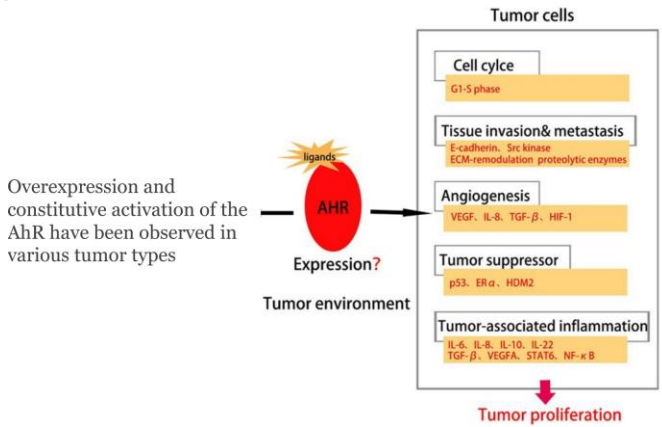 Tumor cells
Cell cylce
G1-S phase
Tissue invasion& metastasis
E-cadherin、Src kinase
ECM-remodulation proteolytic enzymes
ligands
AHR
Overexpression and
constitutive activation of the
AhR have been observed in
various tumor types
Angiogenesis
VEGF、IL-8、TGF-β、HIF-1
Expression?
Tumor environment
Tumor suppressor
p53、ERα、HDM2
Tumor-associated inflammation
IL-6、IL-8、IL-10、IL-22
TGF-β、VEGFA、STAT6、NF-κB
Tumor proliferation